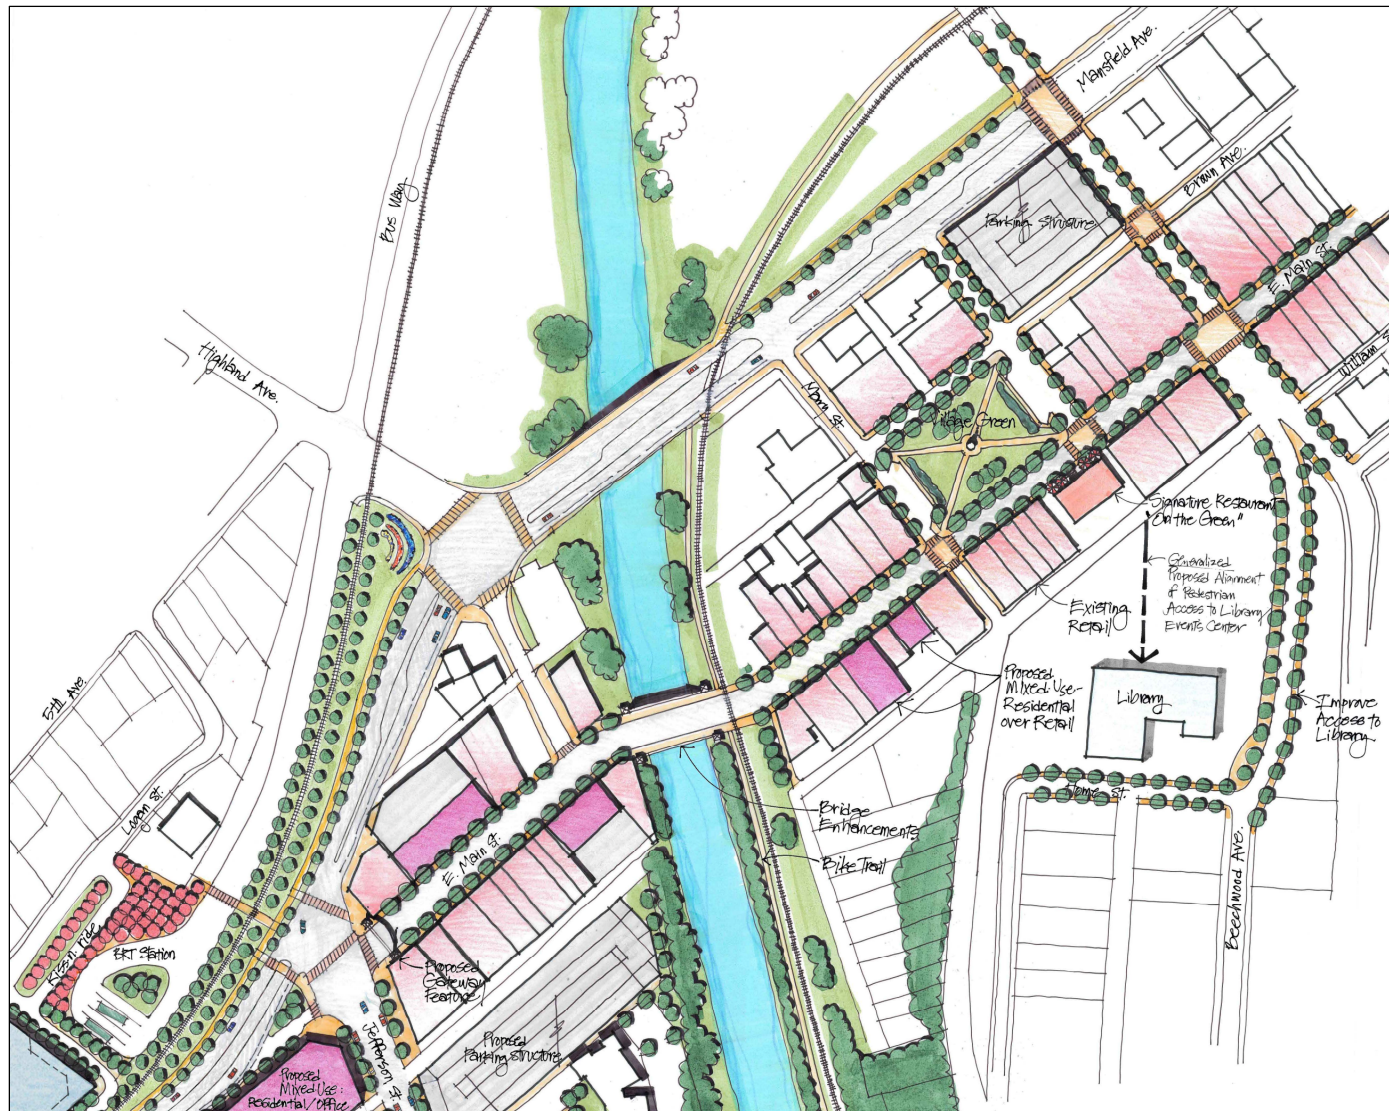 Mansfield Ave.
Bus Way
Brown Ave.
Parking Structure
E. Main St.
William S
Highland Ave.
Mann St.
Village Green
Signature Restaurant
"On the Green"
Generalized
Proposed Alignment
of Pedestrian
Access to Library
Events Center
Existing
Retail
Proposed
Mixed-Use-
Residential
over Retail
Library
Improve
Access to
Library
5th Ave.
Logan St.
Home St.
Bridge
Enhancements
E. Main St.
Bike Trail
Beechwood Ave.
Kiss n. ride
BRT Station
Proposed
Gateway
Feature
Jefferson St.
Proposed
Parking Structure
Proposed
Mixed Use:
Residential/Office